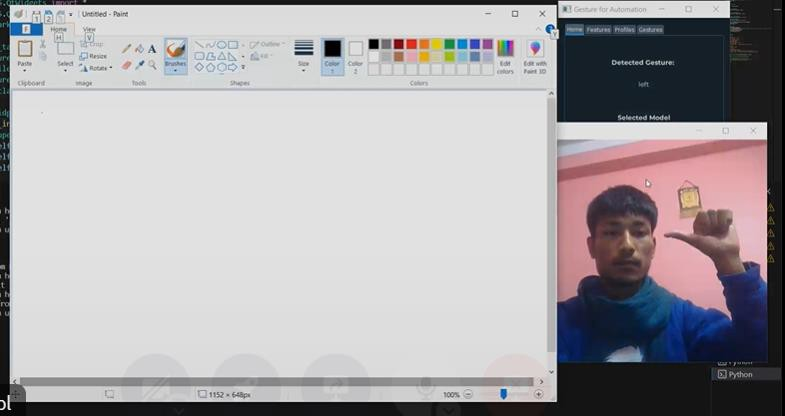 Untitled - Paint
Gesture for Automation
F
Home
View
H
V
Y
1
2
Home
Features
Profiles
Gestures
Paste
Select
Crop
Resize
Rotate
Brushes
Outline
Fill
Size
Color
1
Color
2
Edit
colors
Edit with
Paint 3D
Clipboard
Image
Tools
Shapes
Colors
Detected Gesture:
left
Selected Model
1152 × 648px
100%
Python